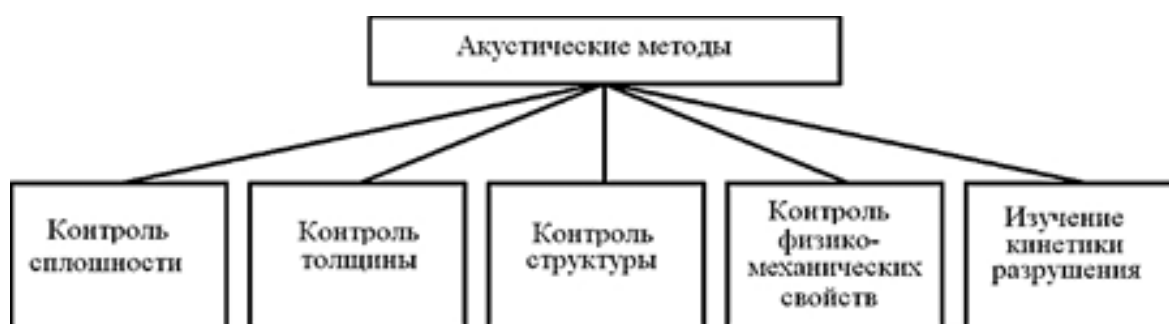 Акустические методы
Контроль
сплошности
Контроль
толщины
Контроль
структуры
Контроль
физико-
механических
свойств
Изучение
кинетики
разрушения